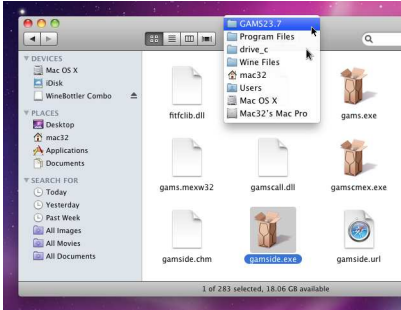 GAMS23.7
Program Files
drive_c
Wine Files
mac32
Users
Mac OS X
Mac32's Mac Pro
DEVICES
Mac OS X
iDisk
WineBottler Combo
PLACES
Desktop
mac32
Applications
Documents
SEARCH FOR
Today
Yesterday
Past Week
All Images
All Movies
All Documents
fitfclib.dll
gams.exe
gams.mexw32
gamscall.dll
gamscmex.exe
gamside.chm
gamside.exe
gamside.url
1 of 283 selected, 18.06 GB available